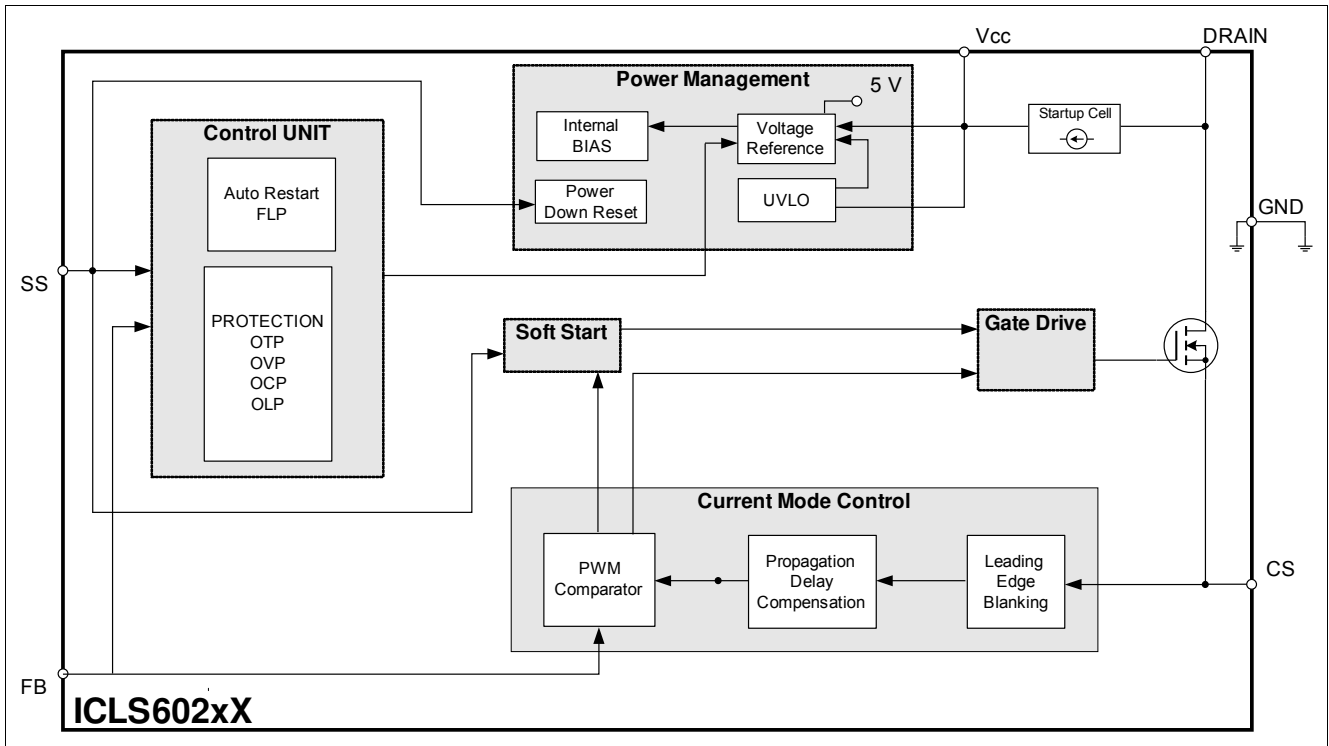 Vcc
DRAIN
Power Management
5 V
Startup Cell
Control UNIT
Internal
BIAS
Voltage
Reference
Auto Restart
FLP
Power
Down Reset
UVLO
GND
SS
PROTECTION
OTP
OVP
OCP
OLP
Soft Start
Gate Drive
Current Mode Control
PWM
Comparator
Propagation
Delay
Compensation
Leading
Edge
Blanking
CS
FB
ICLS602xX